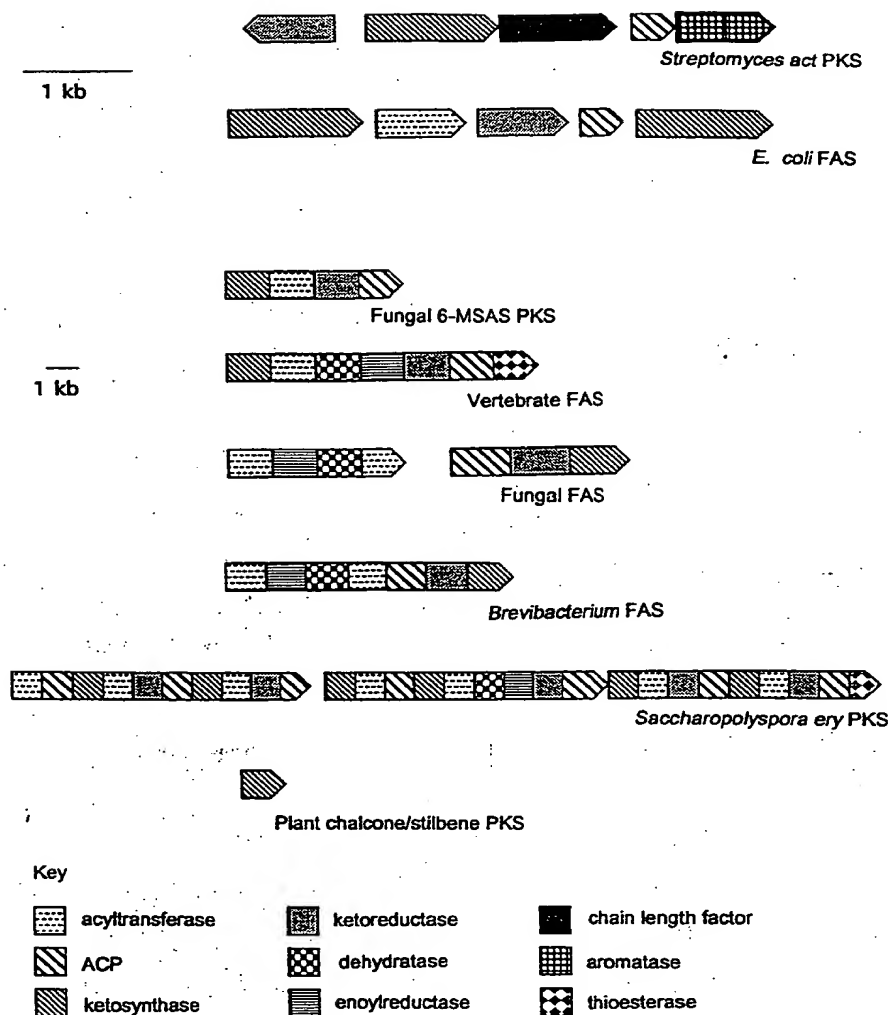 Streptomyces act PKS
1 kb
E. coli FAS
Fungal 6-MSAS PKS
1 kb
Vertebrate FAS
Fungal FAS
Brevibacterium FAS
Saccharopolyspora ery PKS
Plant chalcone/stilbene PKS
Key
acyltransferase
ketoreductase
chain length factor
ACP
dehydratase
aromatase
ketosynthase
enoylreductase
thioesterase